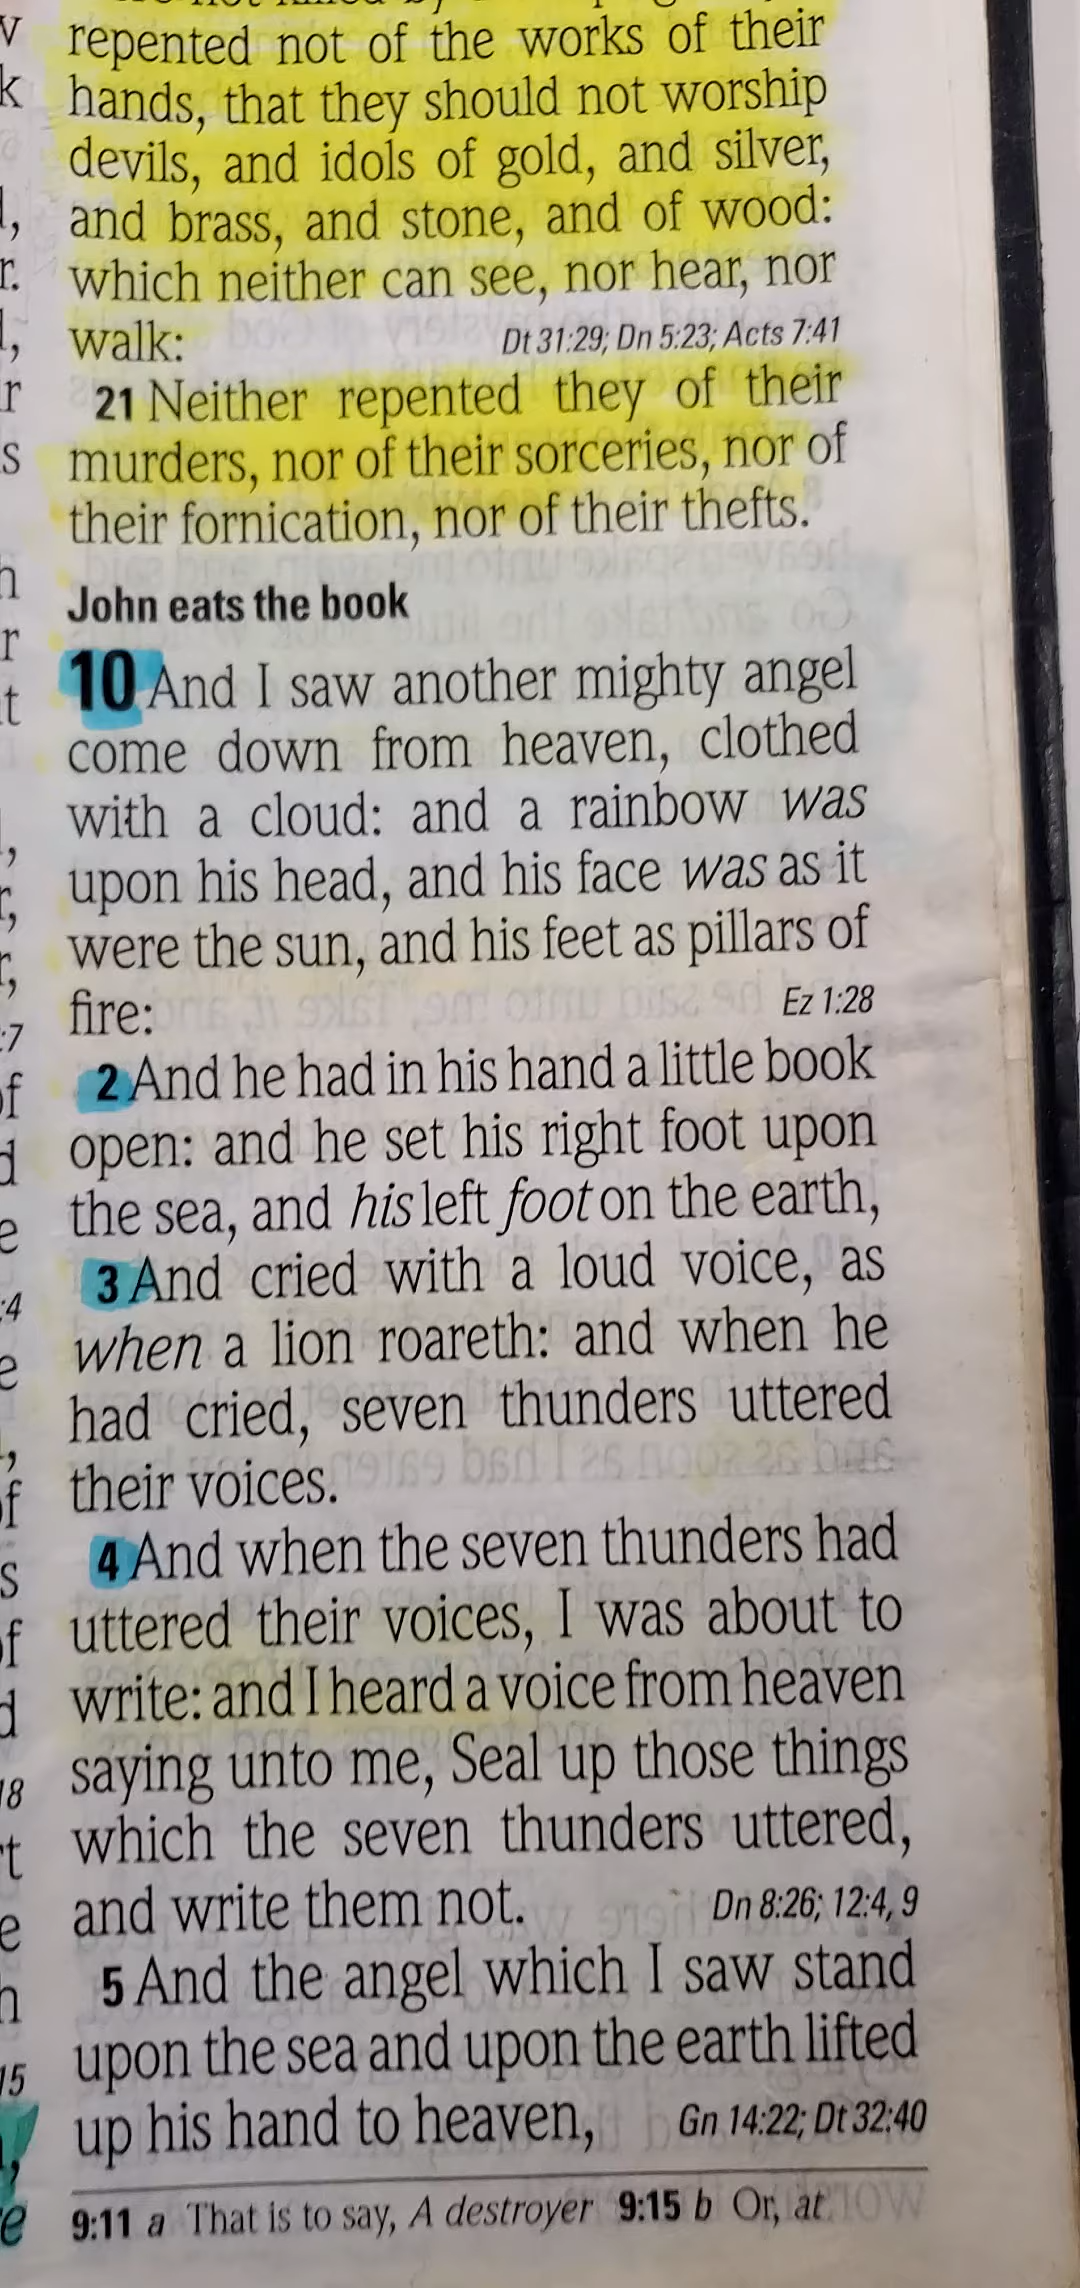 repented not of the works of their
hands, that they should not worship
devils, and idols of gold, and silver,
and brass, and stone, and of wood:
which neither can see, nor hear, nor
walk: Dt 31:29; Dn 5:23; Acts 7:41
21 Neither repented they of their
murders, nor of their sorceries, nor of
their fornication, nor of their thefts.
John eats the book
10 And I saw another mighty angel
come down from heaven, clothed
with a cloud: and a rainbow was
upon his head, and his face was as it
were the sun, and his feet as pillars of
fire: Ez 1:28
2 And he had in his hand a little book
open: and he set his right foot upon
the sea, and his left foot on the earth,
3 And cried with a loud voice, as
when a lion roareth: and when he
had cried, seven thunders uttered
their voices.
4 And when the seven thunders had
uttered their voices, I was about to
write: and I heard a voice from heaven
saying unto me, Seal up those things
which the seven thunders uttered,
and write them not. Dn 8:26; 12:4, 9
5 And the angel which I saw stand
upon the sea and upon the earth lifted
up his hand to heaven, Gn 14:22; Dt 32:40
9:11 a That is to say, A destroyer 9:15 b Or, at